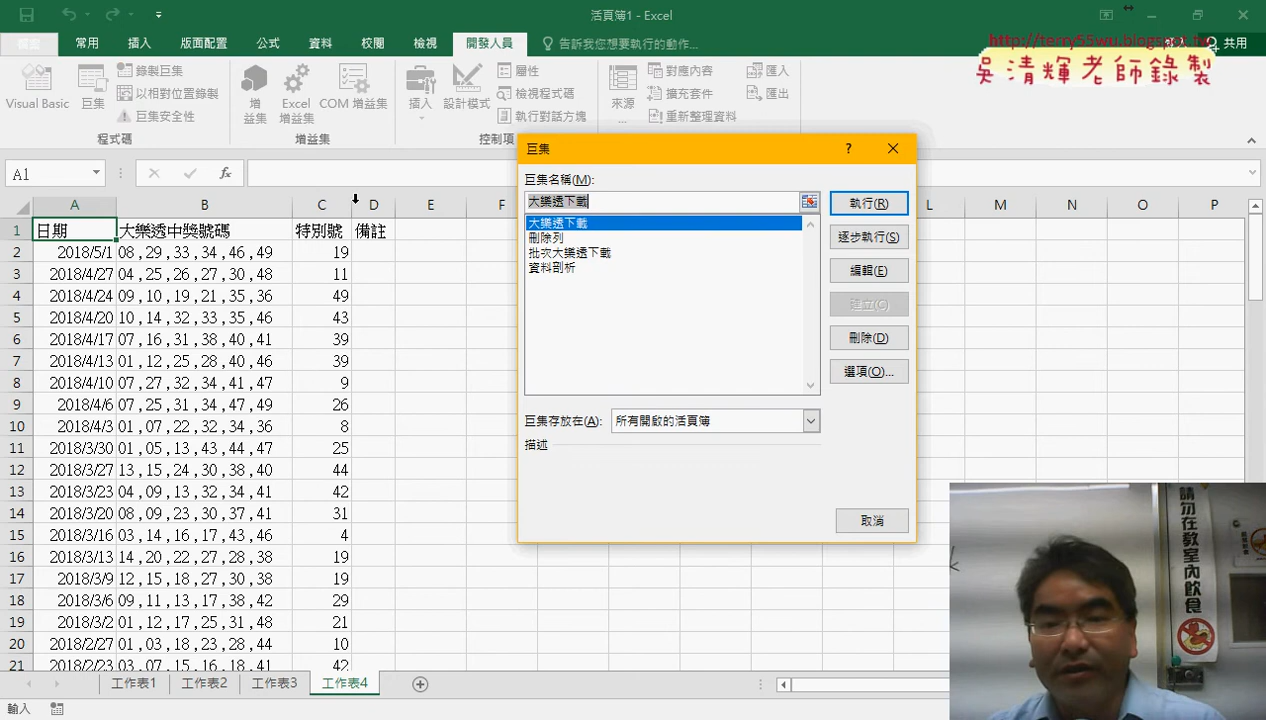 活頁簿1 - Excel
http://terry55wu.blogspot.tw
吳清輝老師錄製
常用 插入 版面配置 公式 資料 校閱 檢視 開發人員 告訴我您想要執行的動作... 共用
Visual Basic 巨集 錄製巨集 以相對位置錄製 巨集安全性
增益集 Excel 增益集 COM 增益集
插入 設計模式 屬性 檢視程式碼 執行對話方塊
來源 對應內容 擴充套件 重新整理資料 匯入 匯出
程式碼 增益集 控制項
A1 fx
A B C D E F L M N O P
1 日期 大樂透中獎號碼 特別號 備註
2 2018/5/1 08 , 29 , 33 , 34 , 46 , 49 19
3 2018/4/27 04 , 25 , 26 , 27 , 30 , 48 11
4 2018/4/24 09 , 10 , 19 , 21 , 35 , 36 49
5 2018/4/20 10 , 14 , 32 , 33 , 35 , 46 43
6 2018/4/17 07 , 16 , 31 , 38 , 40 , 41 39
7 2018/4/13 01 , 12 , 25 , 28 , 40 , 46 39
8 2018/4/10 07 , 27 , 32 , 34 , 41 , 47 9
9 2018/4/6 07 , 25 , 31 , 34 , 47 , 49 26
10 2018/4/3 01 , 07 , 22 , 32 , 34 , 36 8
11 2018/3/30 01 , 05 , 13 , 43 , 44 , 47 25
12 2018/3/27 13 , 15 , 24 , 30 , 38 , 40 44
13 2018/3/23 04 , 09 , 13 , 32 , 34 , 41 42
14 2018/3/20 08 , 09 , 23 , 30 , 37 , 41 31
15 2018/3/16 03 , 14 , 16 , 17 , 43 , 46 4
16 2018/3/13 14 , 20 , 22 , 27 , 28 , 38 19
17 2018/3/9 12 , 15 , 18 , 27 , 30 , 38 19
18 2018/3/6 09 , 11 , 13 , 17 , 38 , 42 29
19 2018/3/2 01 , 12 , 17 , 25 , 31 , 48 21
20 2018/2/27 01 , 03 , 18 , 23 , 28 , 44 10
21 2018/2/23 03 , 07 , 15 , 16 , 18 , 41 42
工作表1 工作表2 工作表3 工作表4
輸入
巨集
巨集名稱(M):
大樂透下載
大樂透下載
刪除列
批次大樂透下載
資料剖析
執行(R)
逐步執行(S)
編輯(E)
建立(C)
刪除(D)
選項(O)...
巨集存放在(A): 所有開啟的活頁簿
描述
取消
請勿在教室內飲食